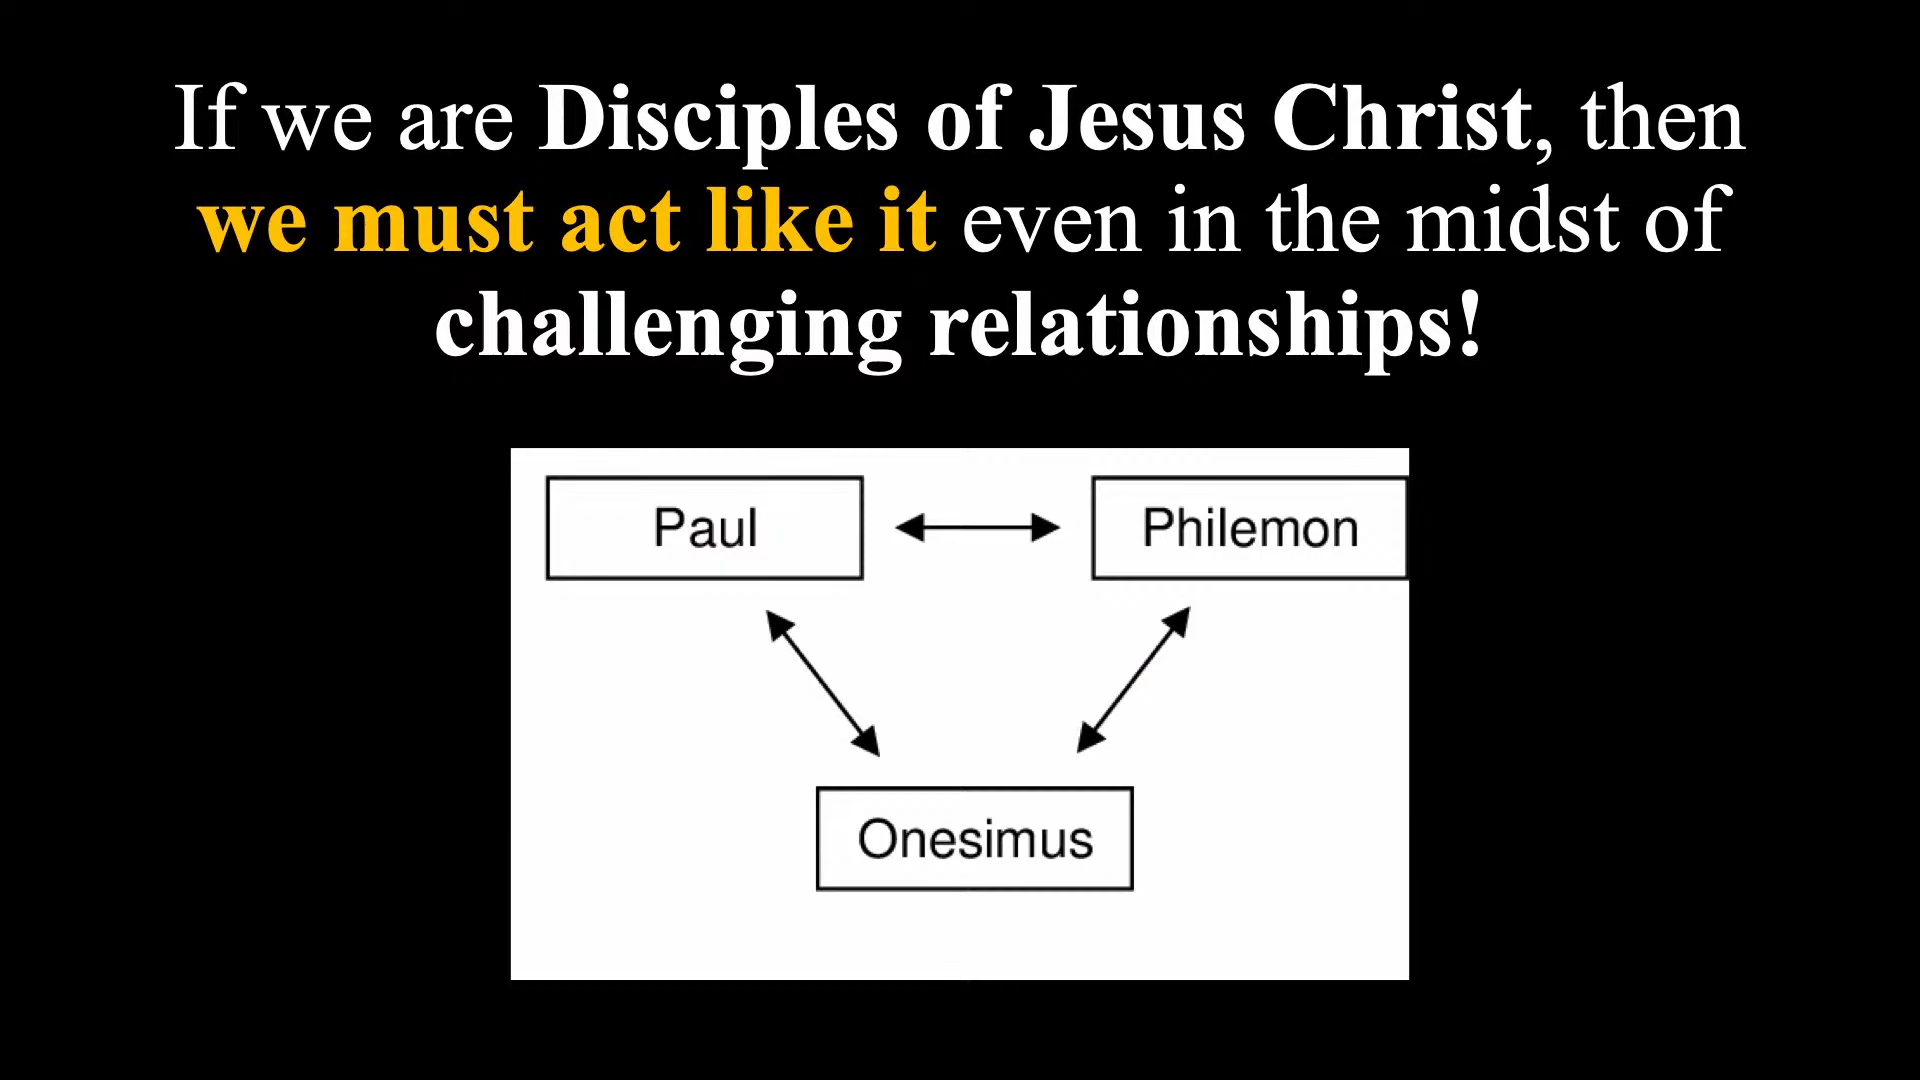 If we are Disciples of Jesus Christ, then
we must act like it even in the midst of
challenging relationships!
Paul
Philemon
Onesimus